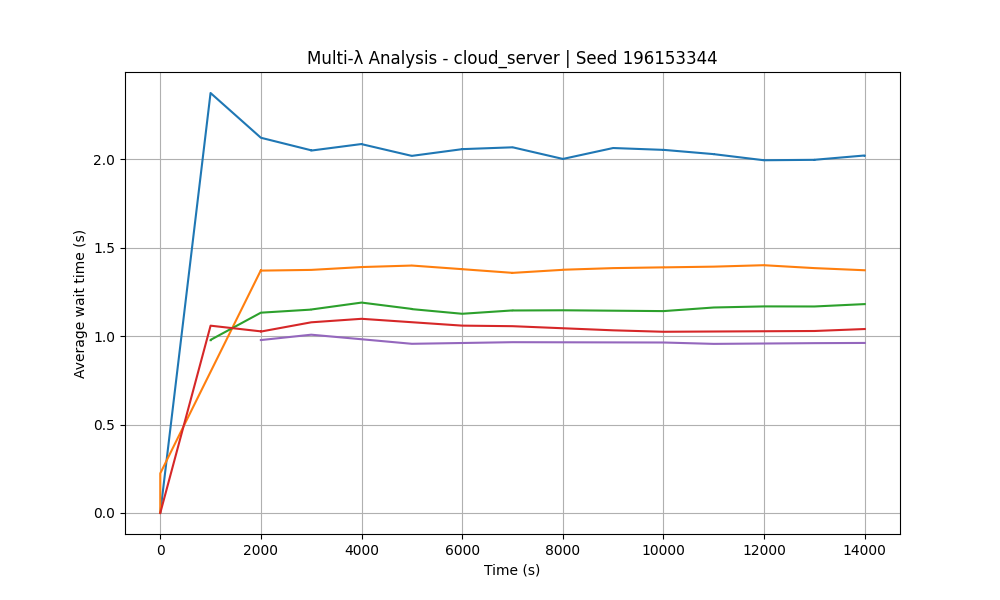 Multi-λ Analysis - cloud_server | Seed 196153344
Average wait time (s)
2.0
1.5
1.0
0.5
0.0
0 2000 4000 6000 8000 10000 12000 14000
Time (s)